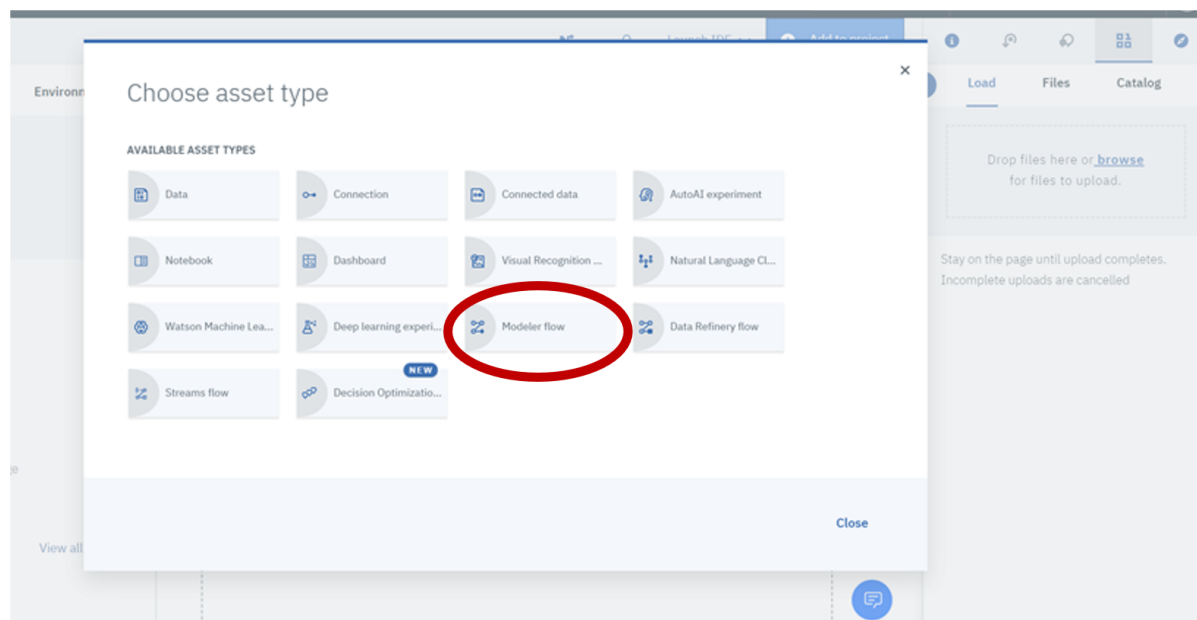 Launch IDE
Add to project
Environ
Choose asset type
Load Files Catalog
AVAILABLE ASSET TYPES
Drop files here or browse
for files to upload.
Data
Connection
Connected data
AutoAI experiment
Notebook
Dashboard
Visual Recognition ...
Natural Language Cl...
Stay on the page until upload completes.
Incomplete uploads are cancelled
Watson Machine Lea...
Deep learning experi...
Modeler flow
Data Refinery flow
NEW
Streams flow
Decision Optimizatio...
Close
View all